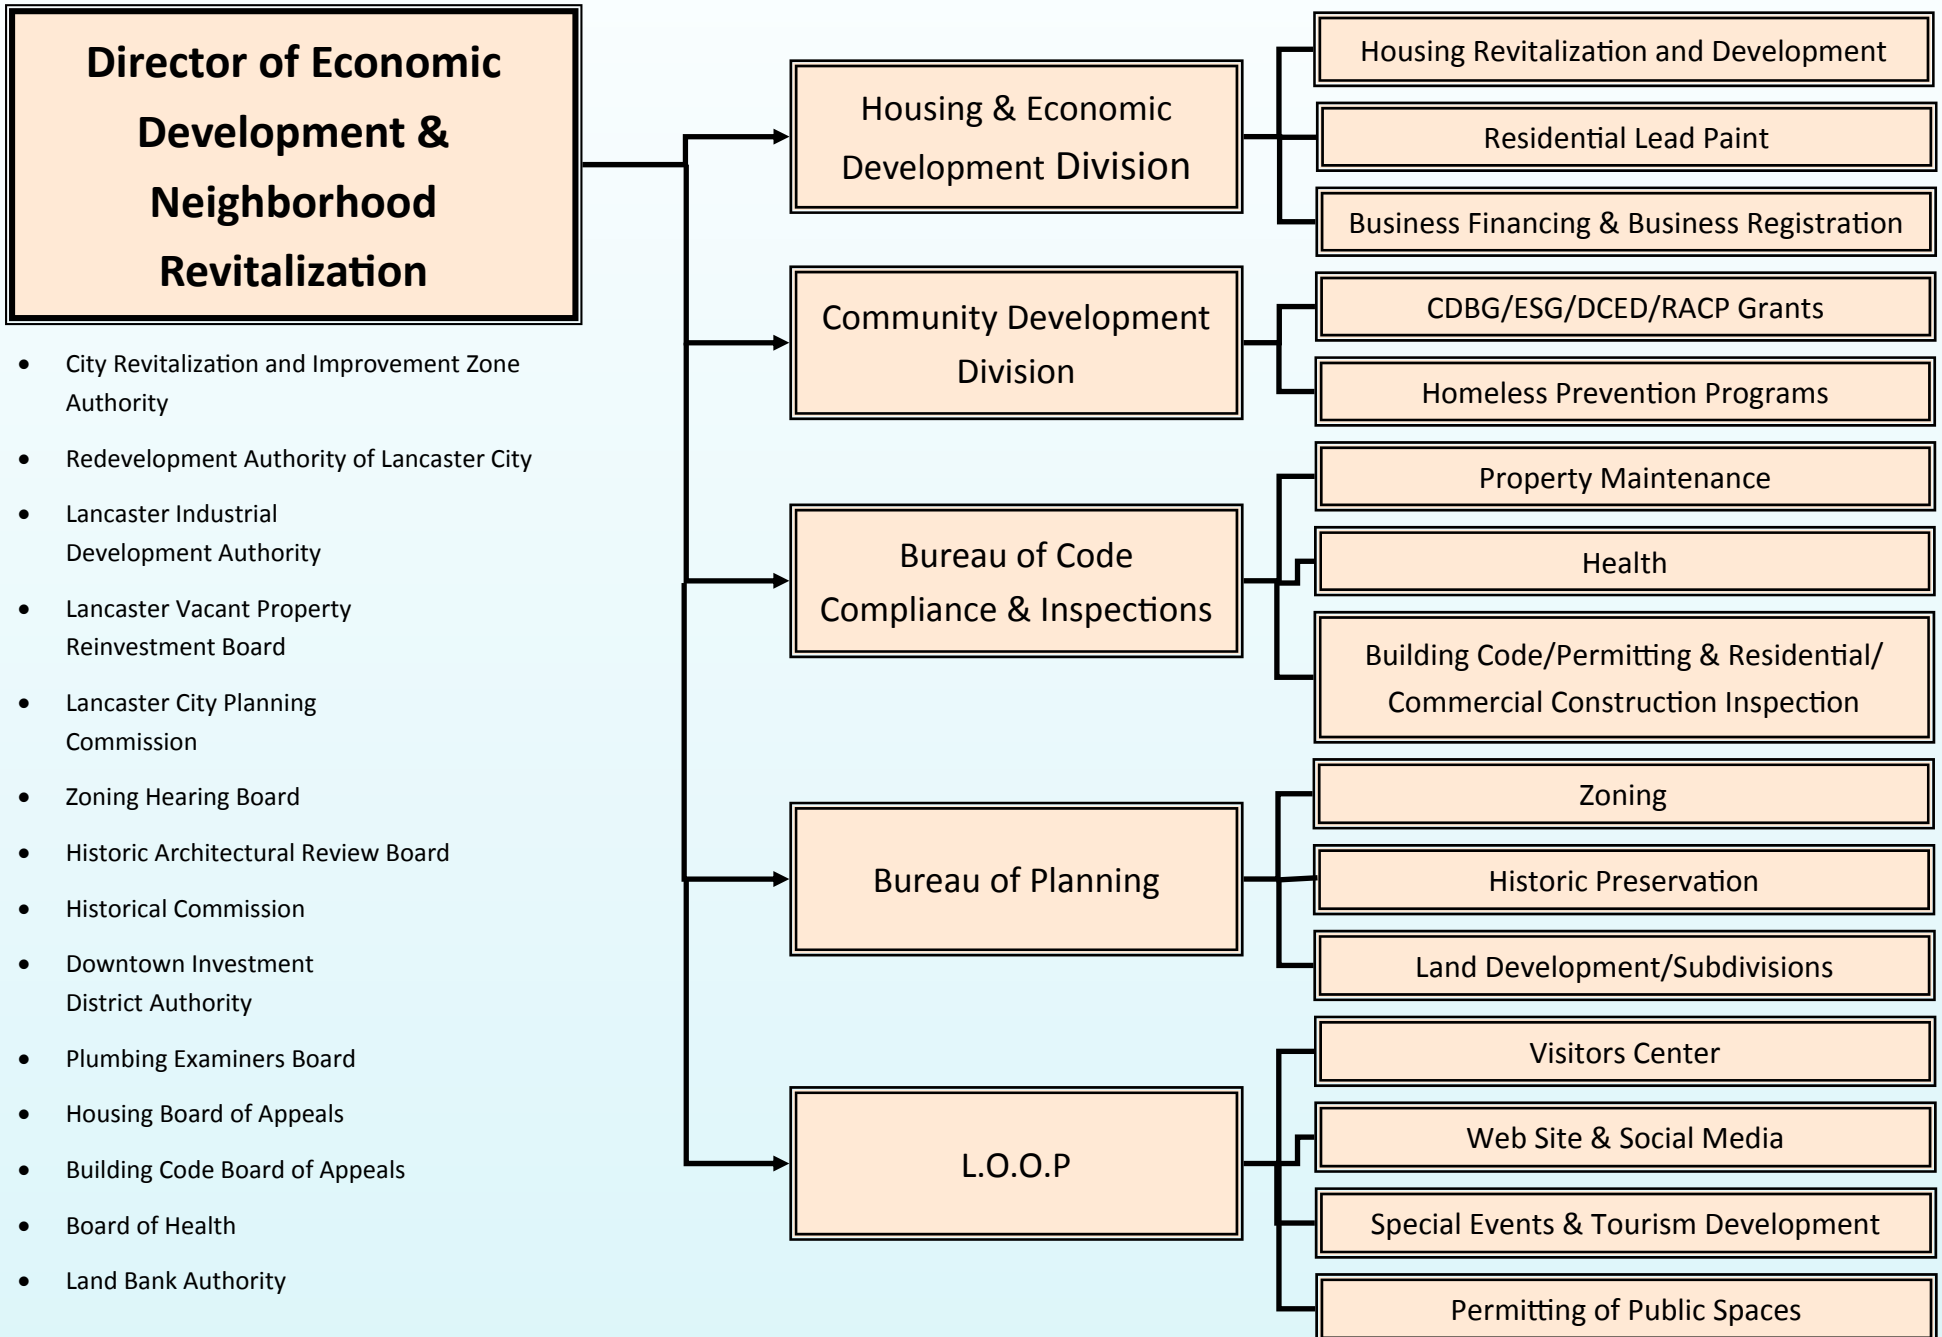 Director of Economic
Development &
Neighborhood
Revitalization
• City Revitalization and Improvement Zone
Authority
• Redevelopment Authority of Lancaster City
• Lancaster Industrial
Development Authority
• Lancaster Vacant Property
Reinvestment Board
• Lancaster City Planning
Commission
• Zoning Hearing Board
• Historic Architectural Review Board
• Historical Commission
• Downtown Investment
District Authority
• Plumbing Examiners Board
• Housing Board of Appeals
• Building Code Board of Appeals
• Board of Health
• Land Bank Authority
Housing & Economic
Development Division
Housing Revitalization and Development
Residential Lead Paint
Business Financing & Business Registration
Community Development
Division
CDBG/ESG/DCED/RACP Grants
Homeless Prevention Programs
Bureau of Code
Compliance & Inspections
Property Maintenance
Health
Building Code/Permitting & Residential/
Commercial Construction Inspection
Bureau of Planning
Zoning
Historic Preservation
Land Development/Subdivisions
L.O.O.P
Visitors Center
Web Site & Social Media
Special Events & Tourism Development
Permitting of Public Spaces